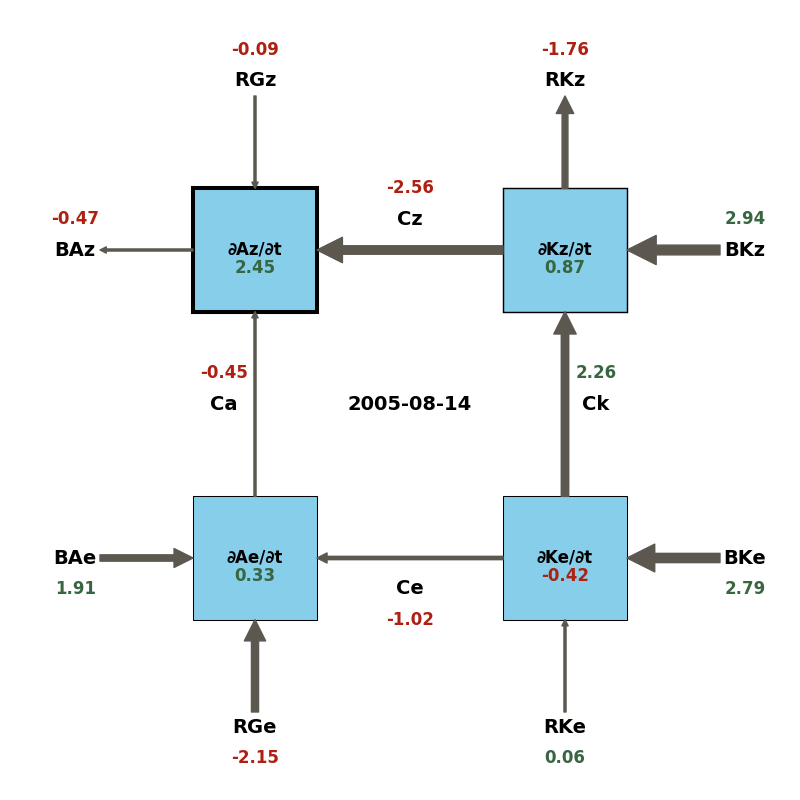 -0.09
RGz
-1.76
RKz
-0.47
BAz
∂Az/∂t
2.45
-2.56
Cz
∂Kz/∂t
0.87
2.94
BKz
-0.45
Ca
2005-08-14
2.26
Ck
BAe
1.91
∂Ae/∂t
0.33
Ce
-1.02
∂Ke/∂t
-0.42
BKe
2.79
RGe
-2.15
RKe
0.06